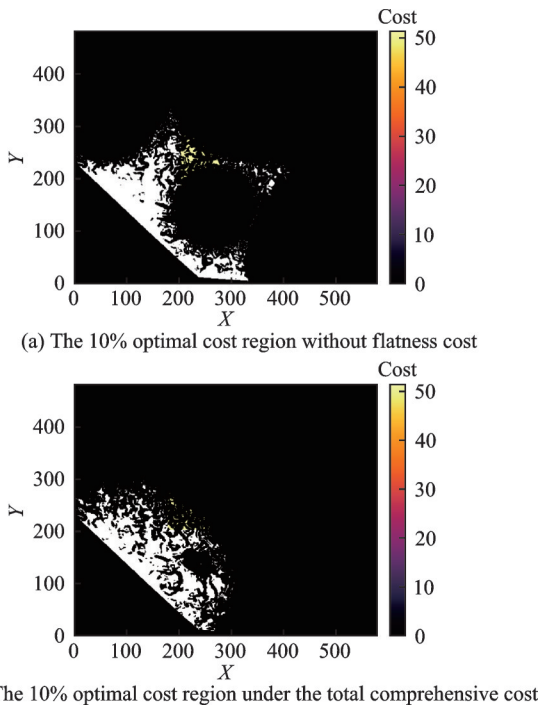 Cost
50
400
40
300
30
Y
200
20
100
10
0
0
0 100 200 300 400 500
X
(a) The 10% optimal cost region without flatness cost
Cost
50
400
40
300
30
Y
200
20
100
10
0
0
0 100 200 300 400 500
X
The 10% optimal cost region under the total comprehensive cost